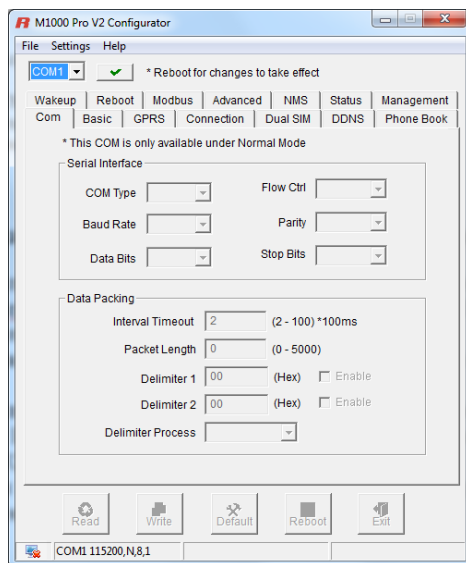 M1000 Pro V2 Configurator
File Settings Help
COM1 * Reboot for changes to take effect
Wakeup Reboot Modbus Advanced NMS Status Management
Com Basic GPRS Connection Dual SIM DDNS Phone Book
* This COM is only available under Normal Mode
Serial Interface
COM Type Flow Ctrl
Baud Rate Parity
Data Bits Stop Bits
Data Packing
Interval Timeout 2 (2 - 100) *100ms
Packet Length 0 (0 - 5000)
Delimiter 1 00 (Hex) Enable
Delimiter 2 00 (Hex) Enable
Delimiter Process
Read Write Default Reboot Exit
COM1 115200,N,8,1